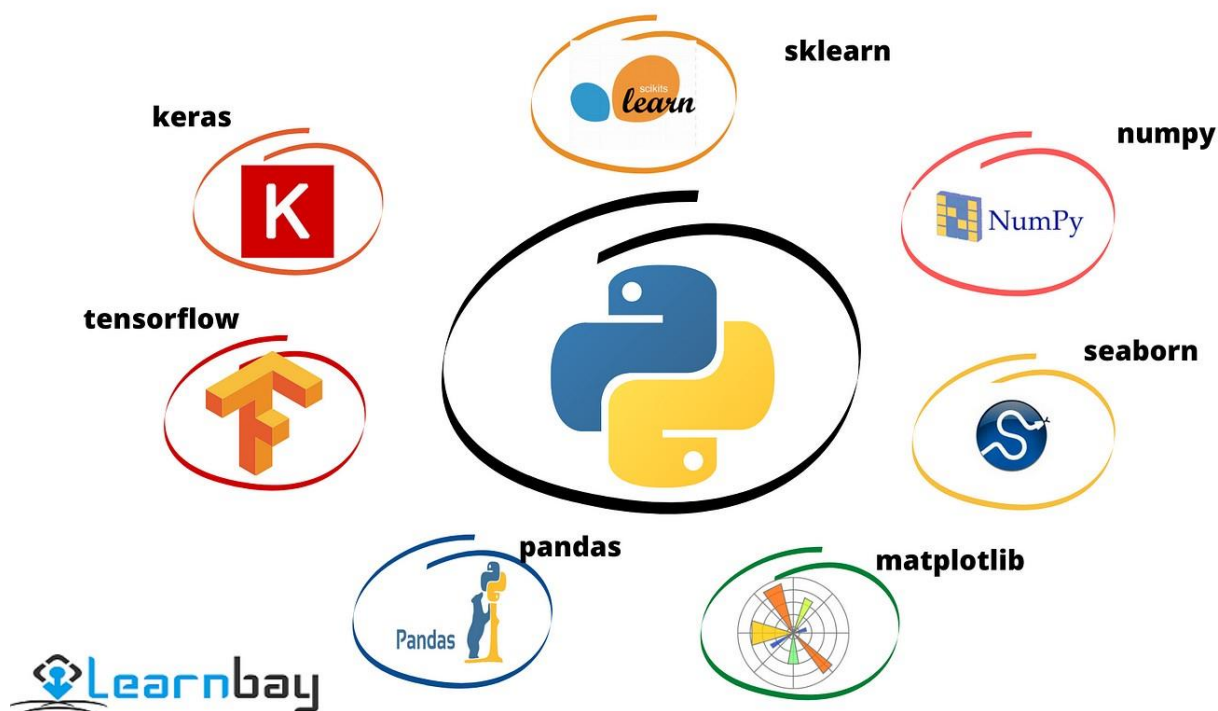 sklearn
scikits
learn
keras
K
numpy
NumPy
tensorflow
seaborn
pandas
Pandas
matplotlib
Learnbay